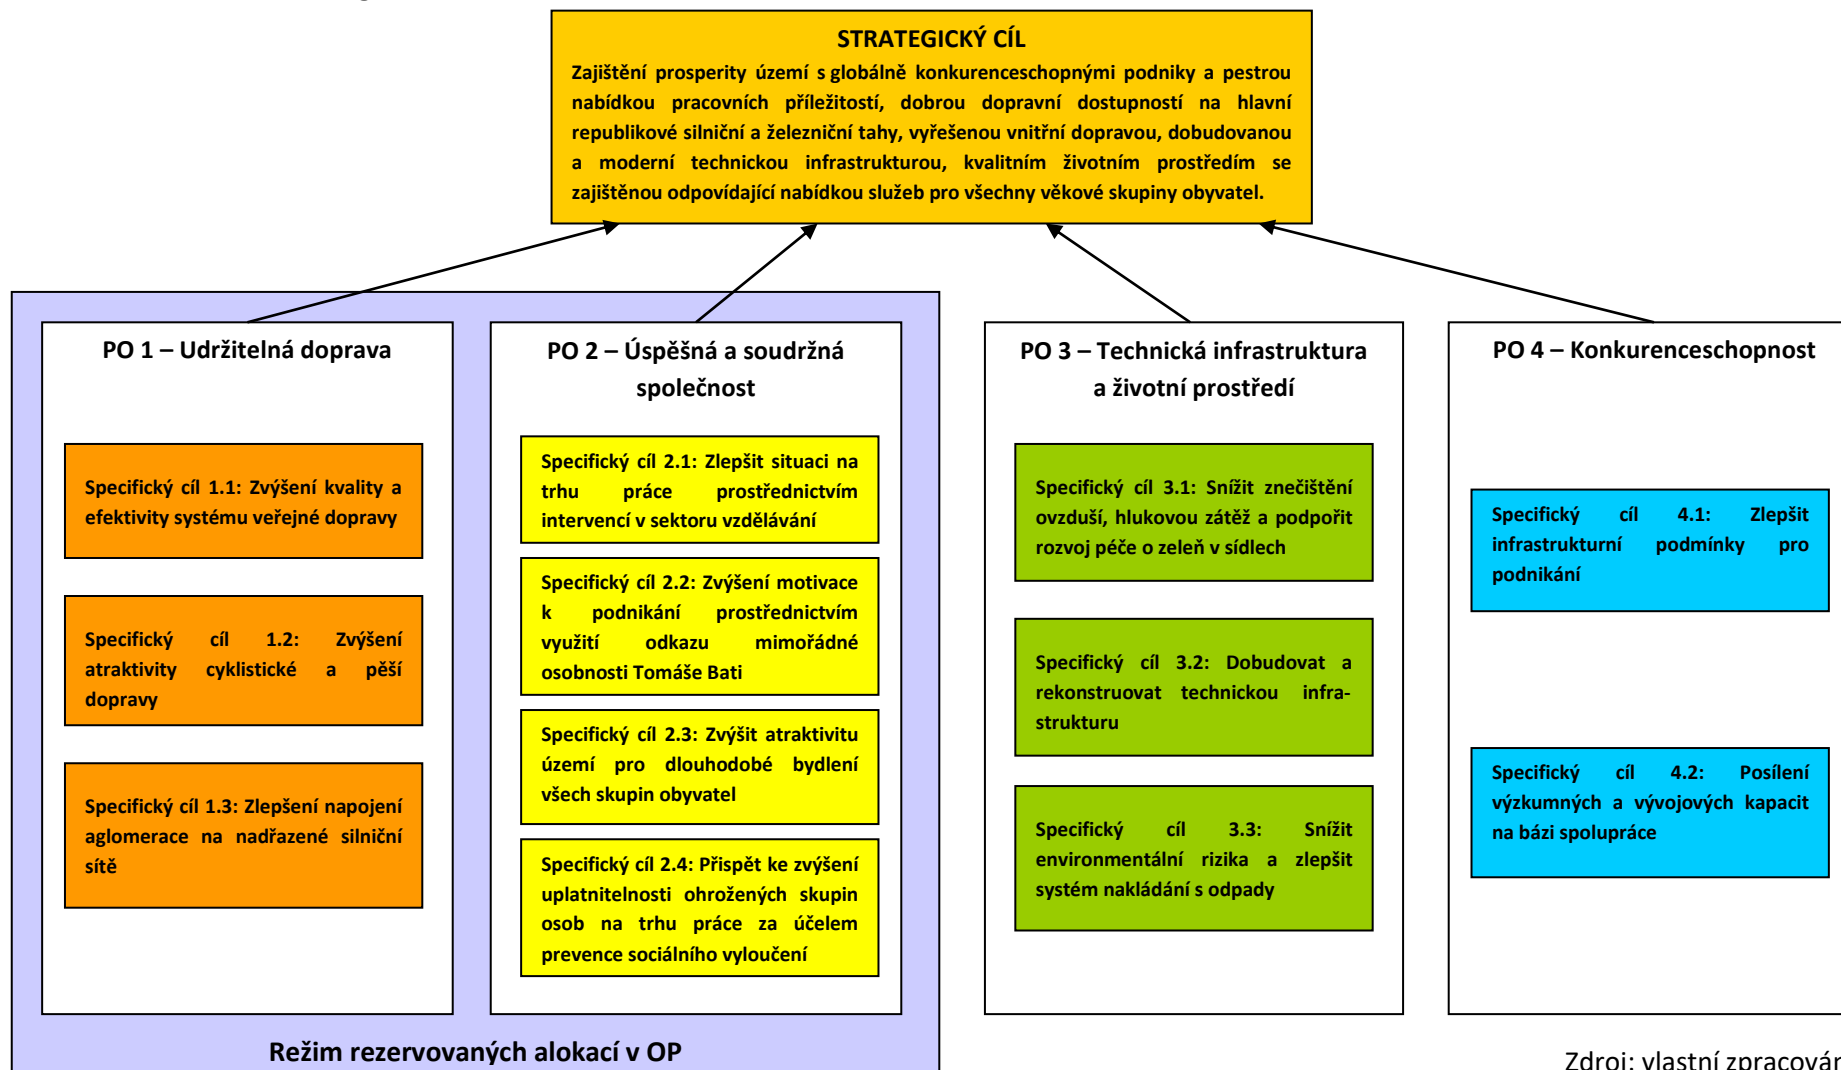 STRATEGICKÝ CÍL
Zajištění prosperity území s globálně konkurenceschopnými podniky a pestrou
nabídkou pracovních příležitostí, dobrou dopravní dostupností na hlavní
republikové silniční a železniční tahy, vyřešenou vnitřní dopravou, dobudovanou
a moderní technickou infrastrukturou, kvalitním životním prostředím se
zajištěnou odpovídající nabídkou služeb pro všechny věkové skupiny obyvatel.
PO 1 – Udržitelná doprava
Specifický cíl 1.1: Zvýšení kvality a
efektivity systému veřejné dopravy
Specifický cíl 1.2: Zvýšení
atraktivity cyklistické a pěší
dopravy
Specifický cíl 1.3: Zlepšení napojení
aglomerace na nadřazené silniční
sítě
PO 2 – Úspěšná a soudržná
společnost
Specifický cíl 2.1: Zlepšit situaci na
trhu práce prostřednictvím
intervencí v sektoru vzdělávání
Specifický cíl 2.2: Zvýšení motivace
k podnikání prostřednictvím
využití odkazu mimořádné
osobnosti Tomáše Bati
Specifický cíl 2.3: Zvýšit atraktivitu
území pro dlouhodobé bydlení
všech skupin obyvatel
Specifický cíl 2.4: Přispět ke zvýšení
uplatnitelnosti ohrožených skupin
osob na trhu práce za účelem
prevence sociálního vyloučení
Režim rezervovaných alokací v OP
PO 3 – Technická infrastruktura
a životní prostředí
Specifický cíl 3.1: Snížit znečištění
ovzduší, hlukovou zátěž a podpořit
rozvoj péče o zeleň v sídlech
Specifický cíl 3.2: Dobudovat a
rekonstruovat technickou infra-
strukturu
Specifický cíl 3.3: Snížit
environmentální rizika a zlepšit
systém nakládání s odpady
PO 4 – Konkurenceschopnost
Specifický cíl 4.1: Zlepšit
infrastrukturní podmínky pro
podnikání
Specifický cíl 4.2: Posílení
výzkumných a vývojových kapacit
na bázi spolupráce
Zdroj: vlastní zpracován